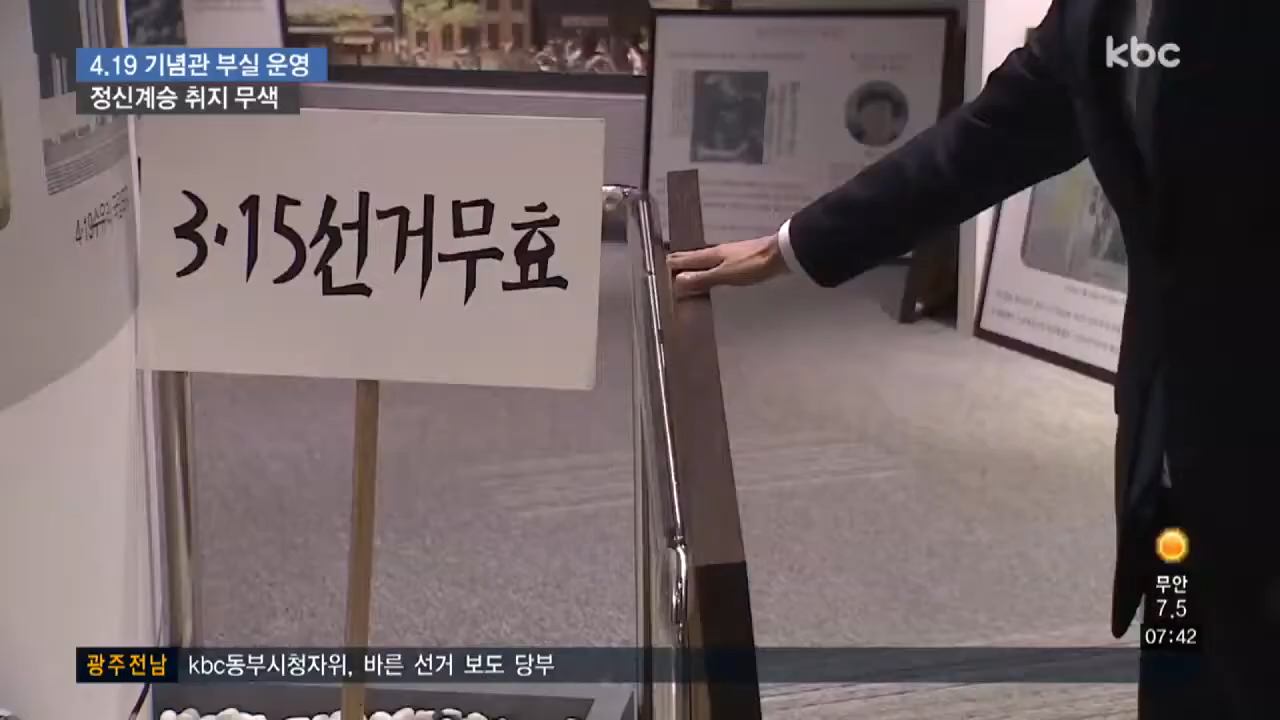 4.19 기념관 부실 운영
정신계승 취지 무색
kbc
3·15선거무효
무안
7.5
07:42
광주전남 kbc동부시청자위, 바른 선거 보도 당부